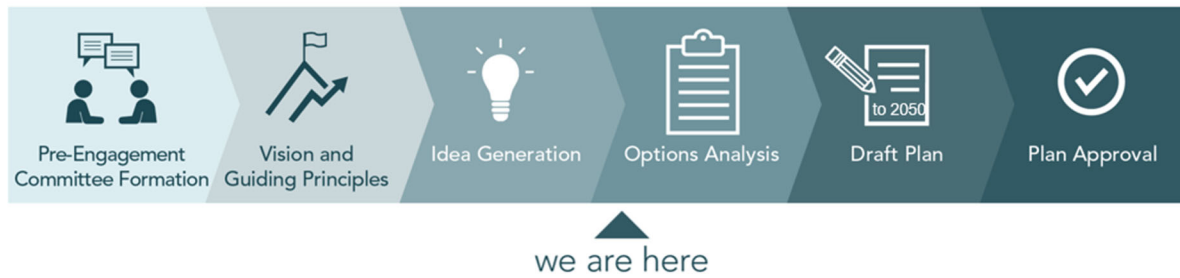 Pre-Engagement
Committee Formation
Vision and
Guiding Principles
Idea Generation
Options Analysis
to 2050
Draft Plan
Plan Approval
we are here